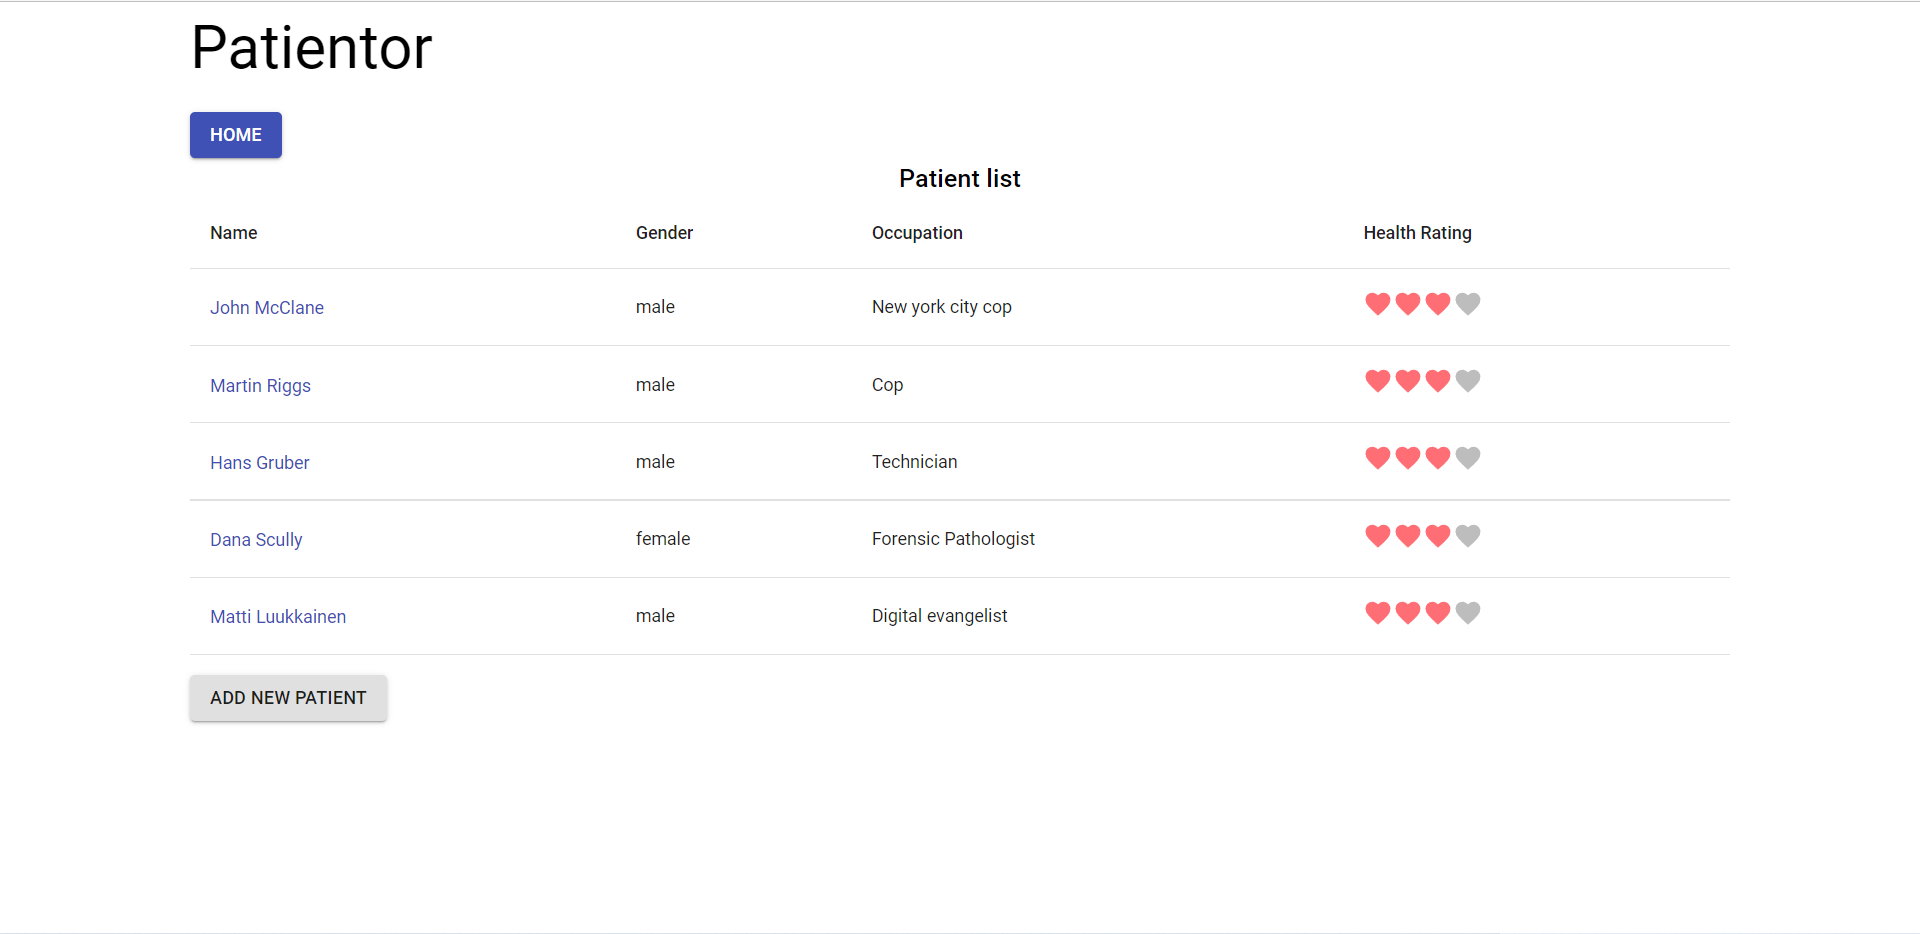 Patientor
HOME
Patient list
Name Gender Occupation Health Rating
John McClane male New york city cop
Martin Riggs male Cop
Hans Gruber male Technician
Dana Scully female Forensic Pathologist
Matti Luukkainen male Digital evangelist
ADD NEW PATIENT